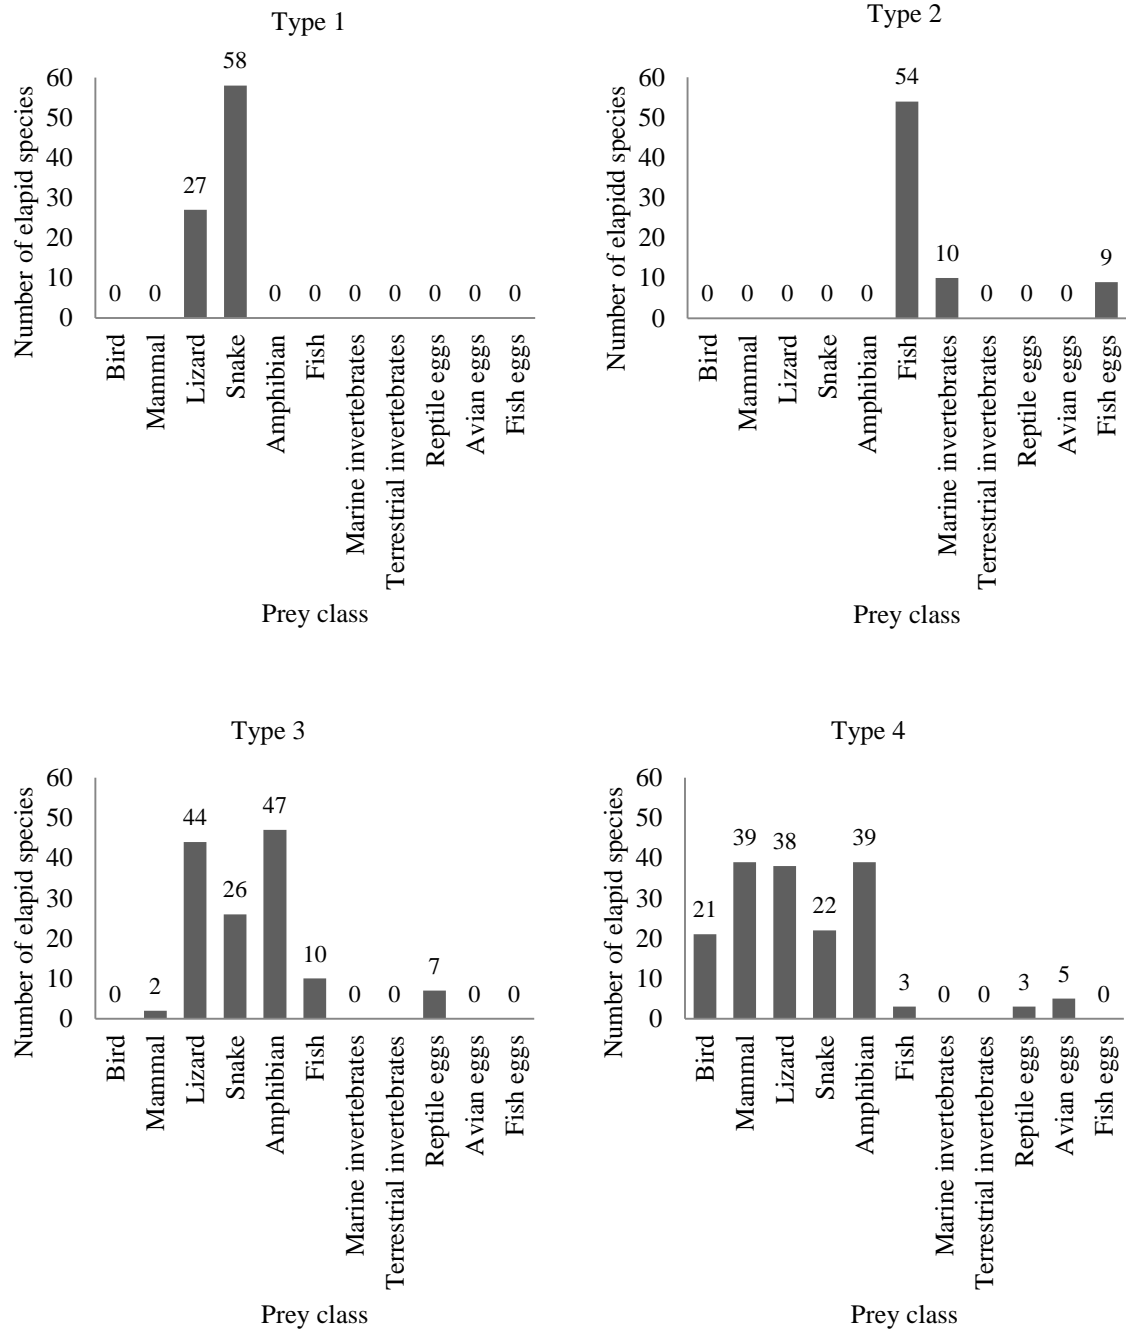 Type 1
Number of elapid species
60
50
40
30
20
10
0
0 0 27 58 0 0 0 0 0 0 0
Bird
Mammal
Lizard
Snake
Amphibian
Fish
Marine invertebrates
Terrestrial invertebrates
Reptile eggs
Avian eggs
Fish eggs
Prey class
Type 2
Number of elapidd species
60
50
40
30
20
10
0
0 0 0 0 0 54 10 0 0 0 9
Bird
Mammal
Lizard
Snake
Amphibian
Fish
Marine invertebrates
Terrestrial invertebrates
Reptile eggs
Avian eggs
Fish eggs
Prey class
Type 3
Number of elapid species
60
50
40
30
20
10
0
0 2 44 26 47 10 0 0 7 0 0
Bird
Mammal
Lizard
Snake
Amphibian
Fish
Marine invertebrates
Terrestrial invertebrates
Reptile eggs
Avian eggs
Fish eggs
Prey class
Type 4
Number of elapid species
60
50
40
30
20
10
0
21 39 38 22 39 3 0 0 3 5 0
Bird
Mammal
Lizard
Snake
Amphibian
Fish
Marine invertebrates
Terrestrial invertebrates
Reptile eggs
Avian eggs
Fish eggs
Prey class